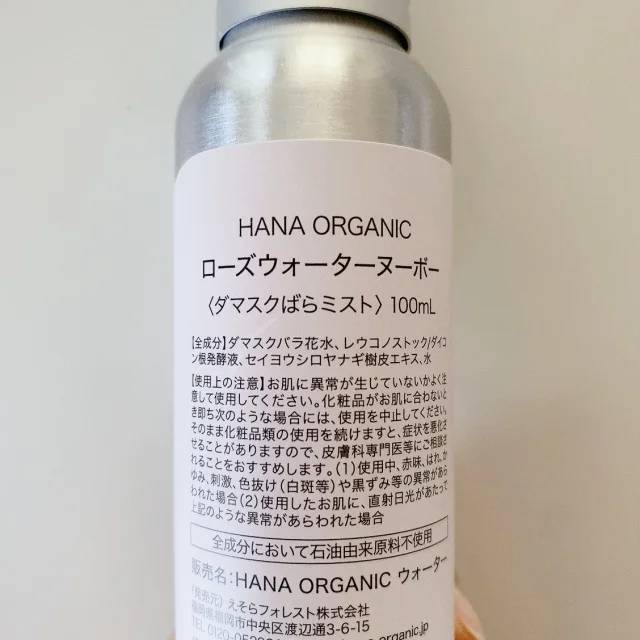 HANA ORGANIC
ローズウォーターヌーボー
〈ダマスクばらミスト〉100mL
【全成分】ダマスクバラ花水、レウコノストック/ダイコ
ン根発酵液、セイヨウシロヤナギ樹皮エキス、水
【使用上の注意】お肌に異常が生じていないかよく注
意して使用してください。化粧品がお肌に合わないと
き即ち次のような場合には、使用を中止してください。
そのまま化粧品類の使用を続けますと、症状を悪化さ
せることがありますので、皮膚科専門医等にご相談さ
れることをおすすめします。(1)使用中、赤味、はれ、か
ゆみ、刺激、色抜け(白斑等)や黒ずみ等の異常があら
われた場合(2)使用したお肌に、直射日光があたって
上記のような異常があらわれた場合
全成分において石油由来原料不使用
販売名:HANA ORGANIC ウォーター
〈発売元〉えそらフォレスト株式会社
福岡県福岡市中央区渡辺通3-6-15
TEL 0120-052
organic.jp